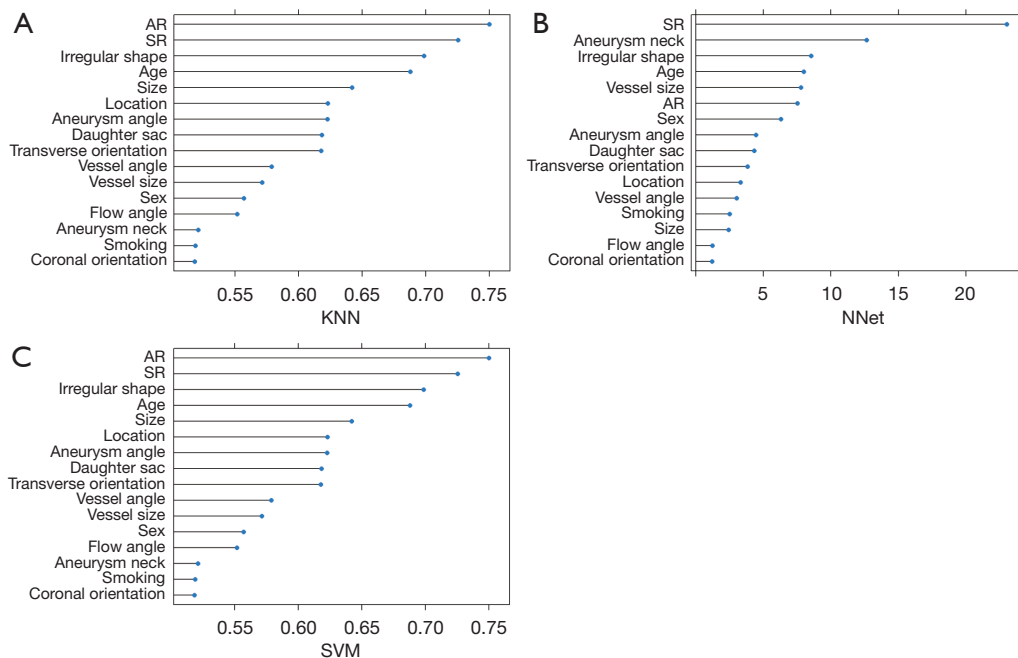 A
AR
SR
Irregular shape
Age
Size
Location
Aneurysm angle
Daughter sac
Transverse orientation
Vessel angle
Vessel size
Sex
Flow angle
Aneurysm neck
Smoking
Coronal orientation
0.55 0.60 0.65 0.70 0.75
KNN
B
SR
Aneurysm neck
Irregular shape
Age
Vessel size
AR
Sex
Aneurysm angle
Daughter sac
Transverse orientation
Location
Vessel angle
Smoking
Size
Flow angle
Coronal orientation
5 10 15 20
NNet
C
AR
SR
Irregular shape
Age
Size
Location
Aneurysm angle
Daughter sac
Transverse orientation
Vessel angle
Vessel size
Sex
Flow angle
Aneurysm neck
Smoking
Coronal orientation
0.55 0.60 0.65 0.70 0.75
SVM